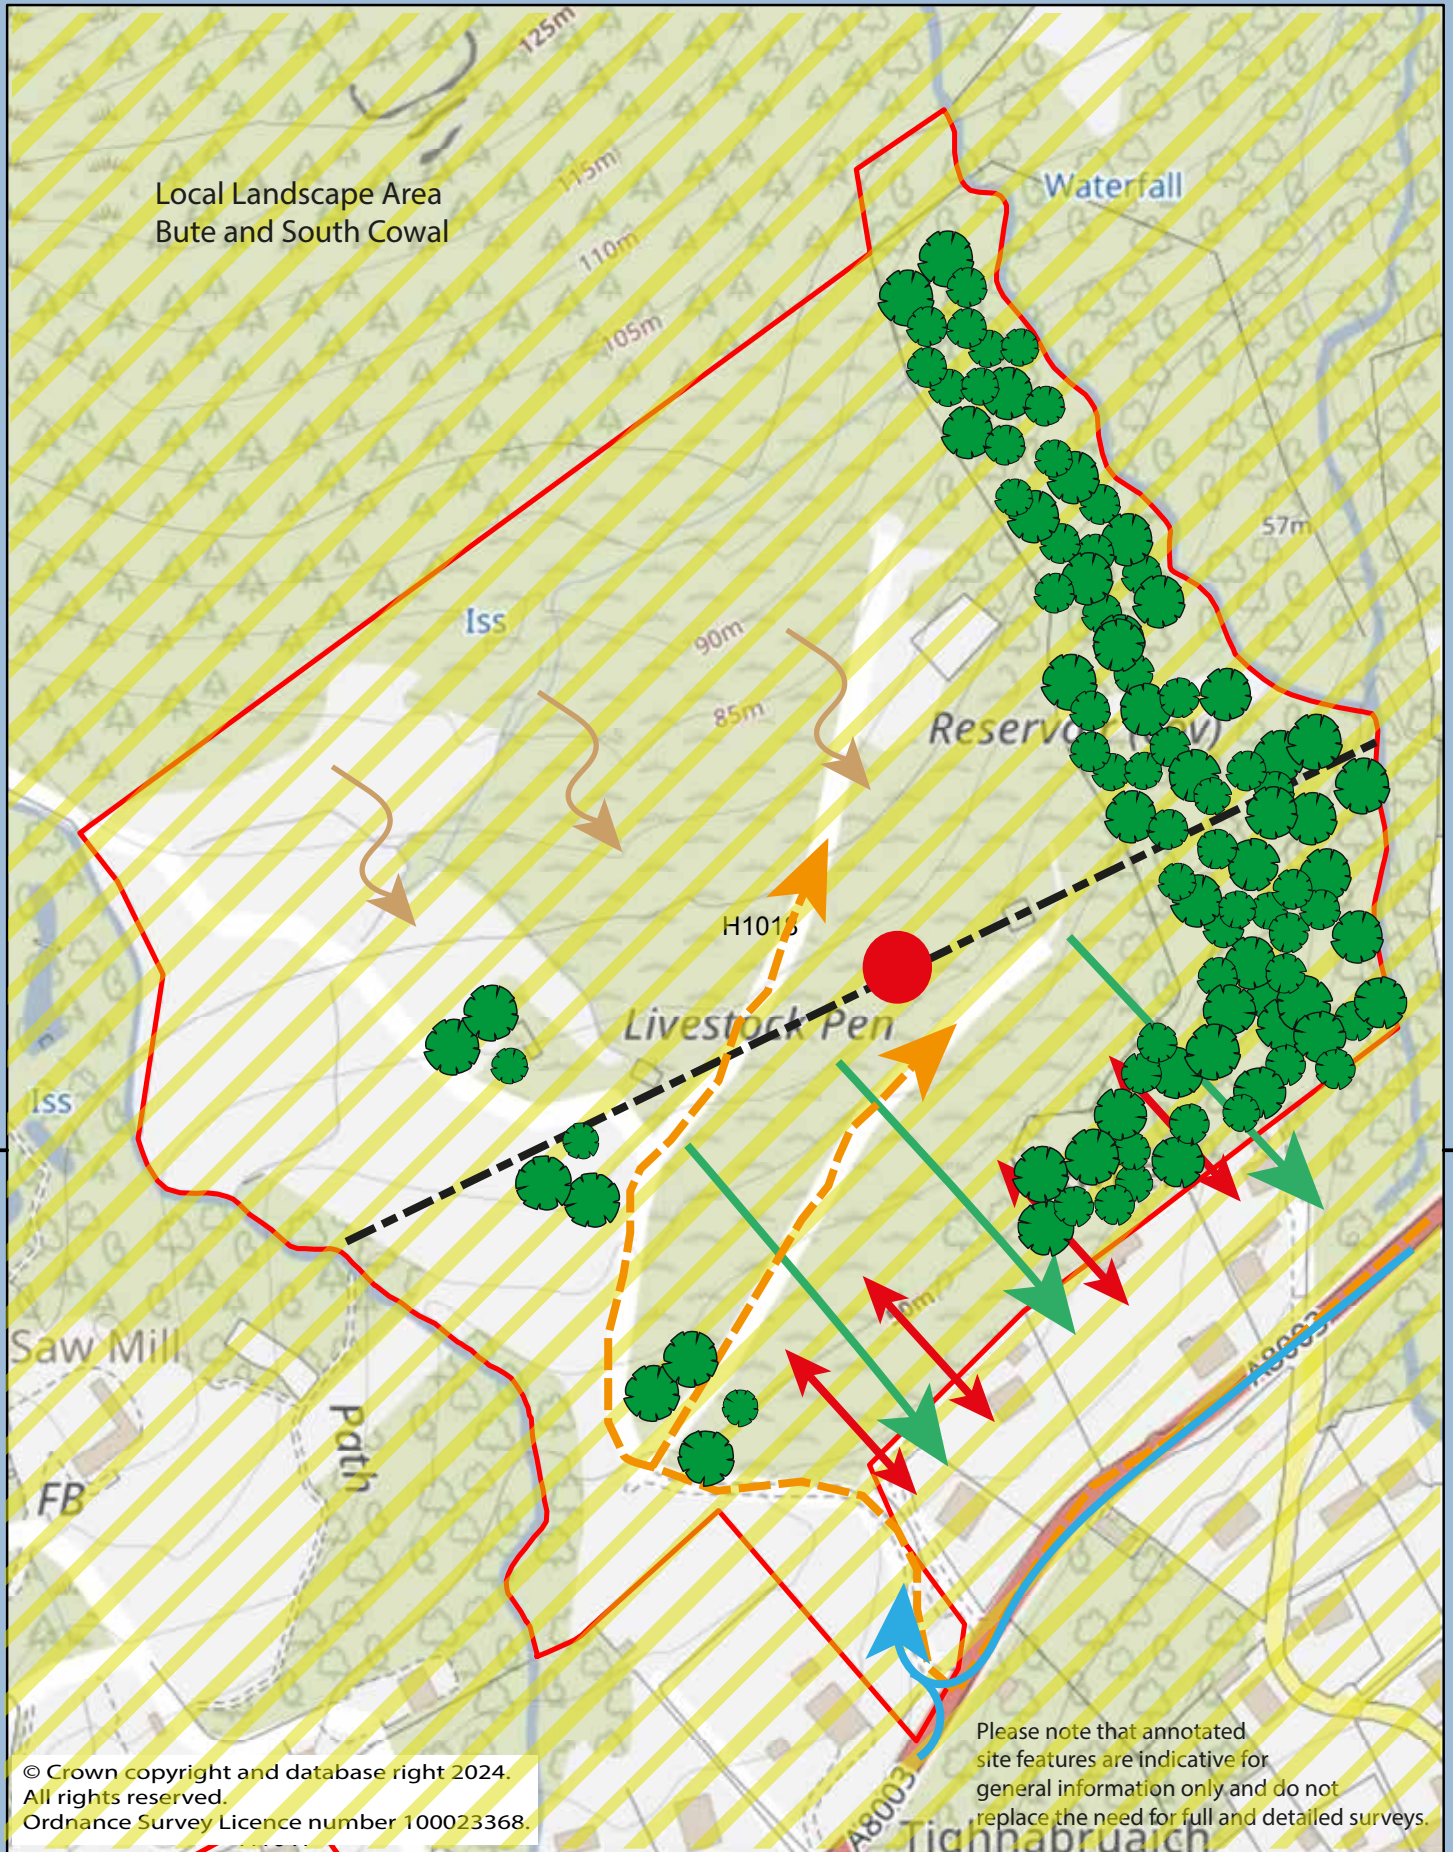 125m
115m
Waterfall
Local Landscape Area
Bute and South Cowal
110m
105m
57m
Iss
90m
85m
Reservoir (cov)
H1018
Livestock Pen
Iss
Saw Mill
A8003
Path
FB
Please note that annotated
site features are indicative for
general information only and do not
replace the need for full and detailed surveys.
© Crown copyright and database right 2024.
All rights reserved.
Ordnance Survey Licence number 100023368.
A8003
Tighnabruaich